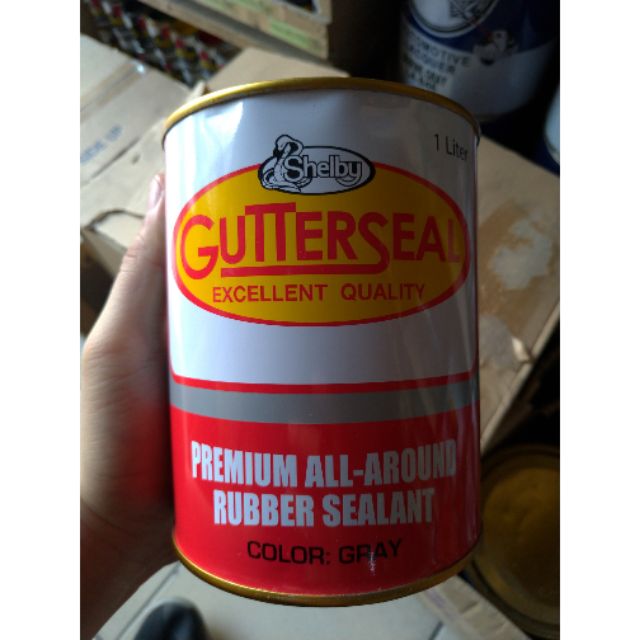 Shelby
1 Liter
GUTTERSEAL
EXCELLENT QUALITY
PREMIUM ALL-AROUND
RUBBER SEALANT
COLOR: GRAY